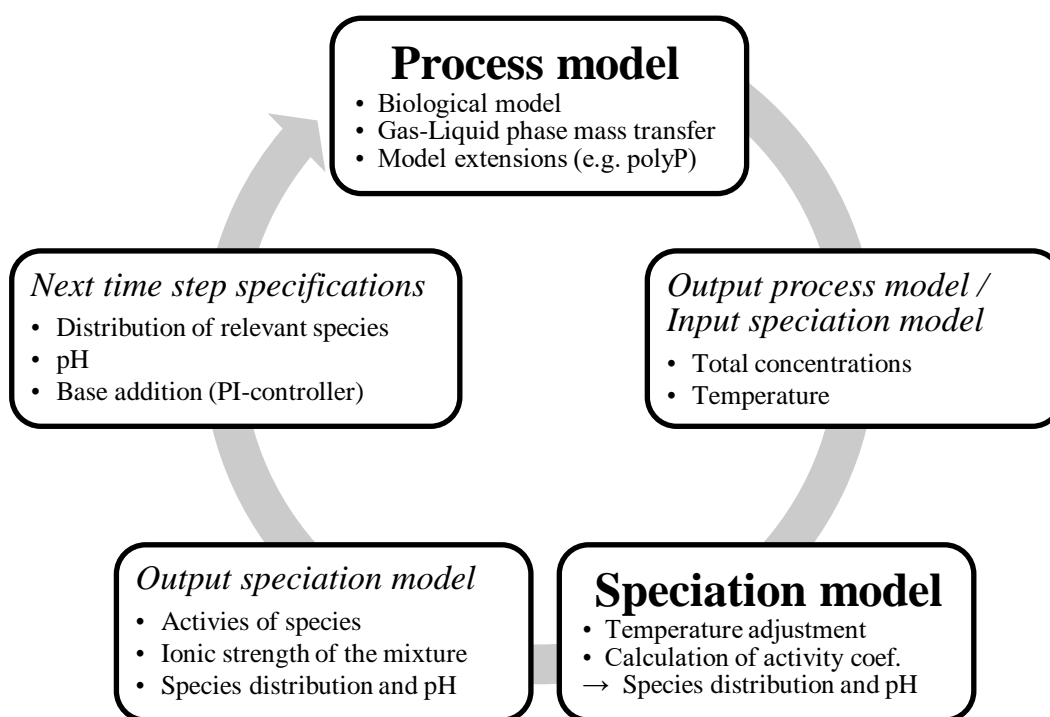 Process model
• Biological model
• Gas-Liquid phase mass transfer
• Model extensions (e.g. polyP)
Output process model /
Input speciation model
• Total concentrations
• Temperature
Speciation model
• Temperature adjustment
• Calculation of activity coef.
→ Species distribution and pH
Output speciation model
• Activies of species
• Ionic strength of the mixture
• Species distribution and pH
Next time step specifications
• Distribution of relevant species
• pH
• Base addition (PI-controller)